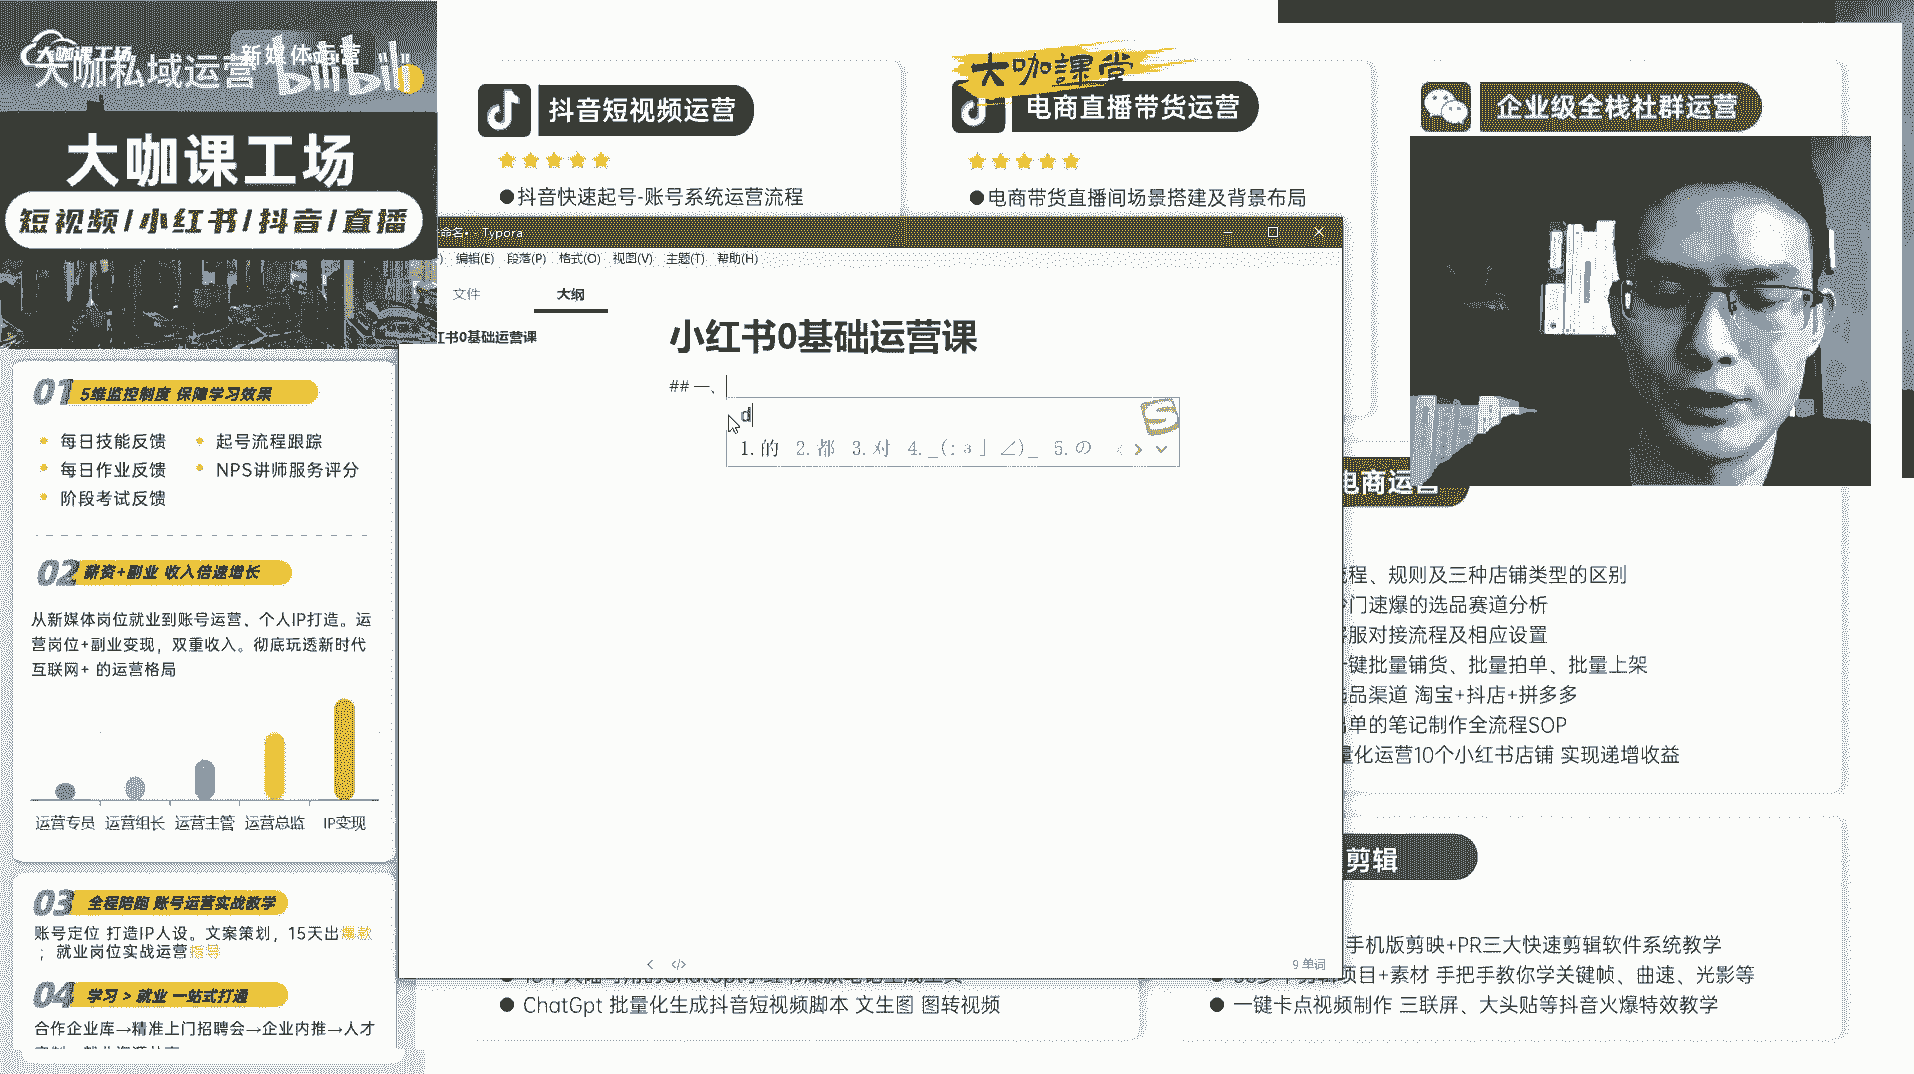 大咖课工场
大咖私域运营
新媒体运营
bilibili
大咖课工场
短视频/小红书/抖音/直播
01 5维监控制度 保障学习效果
每日技能反馈
起号流程跟踪
每日作业反馈
NPS讲师服务评分
阶段考试反馈
02 薪资+副业 收入倍速增长
从新媒体岗位就业到账号运营、个人IP打造。运
营岗位+副业变现，双重收入。彻底玩透新时代
互联网+ 的运营格局
运营专员 运营组长 运营主管 运营总监 IP变现
03 全程陪跑 账号运营实战教学
账号定位 打造IP人设。文案策划，15天出爆款
；就业岗位实战运营指导
04 学习 > 就业 一站式打通
合作企业库→精准上门招聘会→企业内推→人才
抖音短视频运营
●抖音快速起号-账号系统运营流程
大咖課堂
电商直播带货运营
●电商带货直播间场景搭建及背景布局
企业级全栈社群运营
命名• - Typora
编辑(E) 段落(P) 格式(O) 视图(V) 主题(T) 帮助(H)
文件 大纲
红书0基础运营课
小红书0基础运营课
## 一、
d
1.的 2.都 3.对 4._(:з」∠)_ 5.の
9 单词
电商运营
流程、规则及三种店铺类型的区别
门速爆的选品赛道分析
客服对接流程及相应设置
一键批量铺货、批量拍单、批量上架
选品渠道 淘宝+抖店+拼多多
出单的笔记制作全流程SOP
量化运营10个小红书店铺 实现递增收益
剪辑
手机版剪映+PR三大快速剪辑软件系统教学
项目+素材 手把手教你学关键帧、曲速、光影等
● 一键卡点视频制作 三联屏、大头贴等抖音火爆特效教学
● ChatGpt 批量化生成抖音短视频脚本 文生图 图转视频